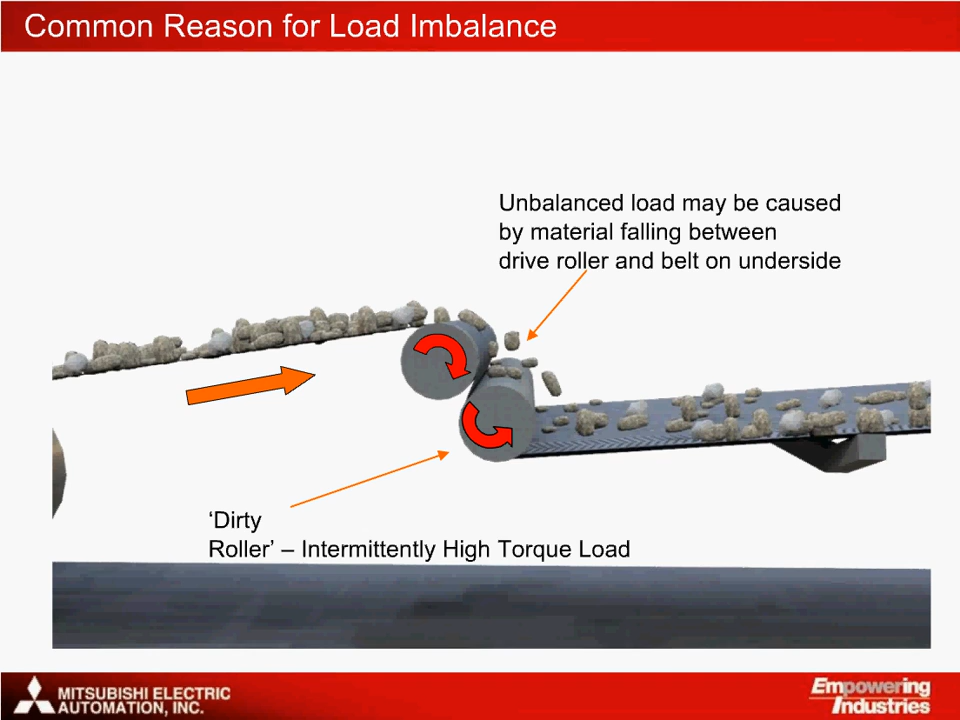 Common Reason for Load Imbalance
Unbalanced load may be caused
by material falling between
drive roller and belt on underside
‘Dirty
Roller’ – Intermittently High Torque Load
MITSUBISHI ELECTRIC
AUTOMATION, INC.
Empowering
Industries